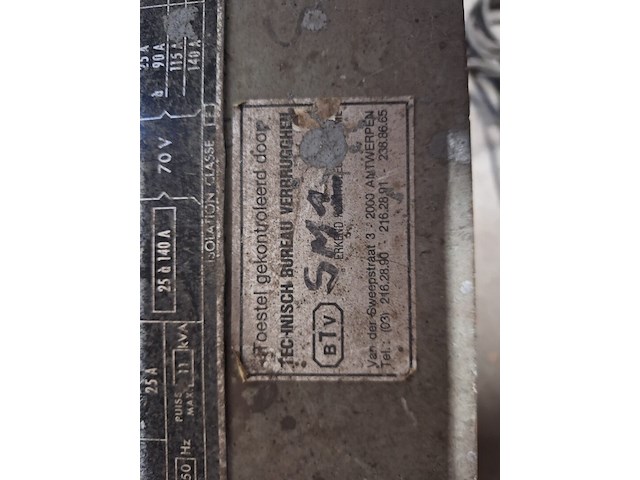 Toestel gekontroleerd door
TECHNISCH BUREAU VERBRUGGHEN
BTV
SM1
ERKEND
Van der Sweepstraat 3 - 2000 ANTWERPEN
Tel.: (03) 216.28.90 - 216.28.91 - 238.86.65
25 A
90 A
115 A
140 A
à
70 V
25 à 140 A
ISOLATION CLASSE E
25 A
PUISS. MAX. 11 kVA
50 Hz